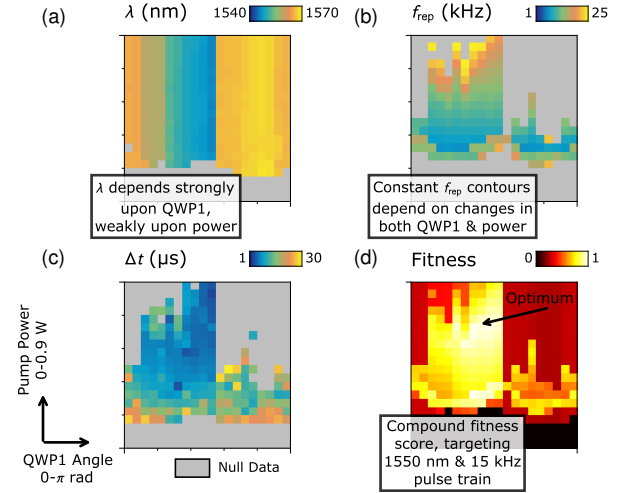 (a)
λ (nm)
1540
1570
λ depends strongly
upon QWP1,
weakly upon power
(b)
f_rep (kHz)
1
25
Constant f_rep contours
depend on changes in
both QWP1 & power
(c)
Δt (μs)
1
30
Pump Power
0-0.9 W
QWP1 Angle
0-π rad
Null Data
(d)
Fitness
0
1
Optimum
Compound fitness
score, targeting
1550 nm & 15 kHz
pulse train